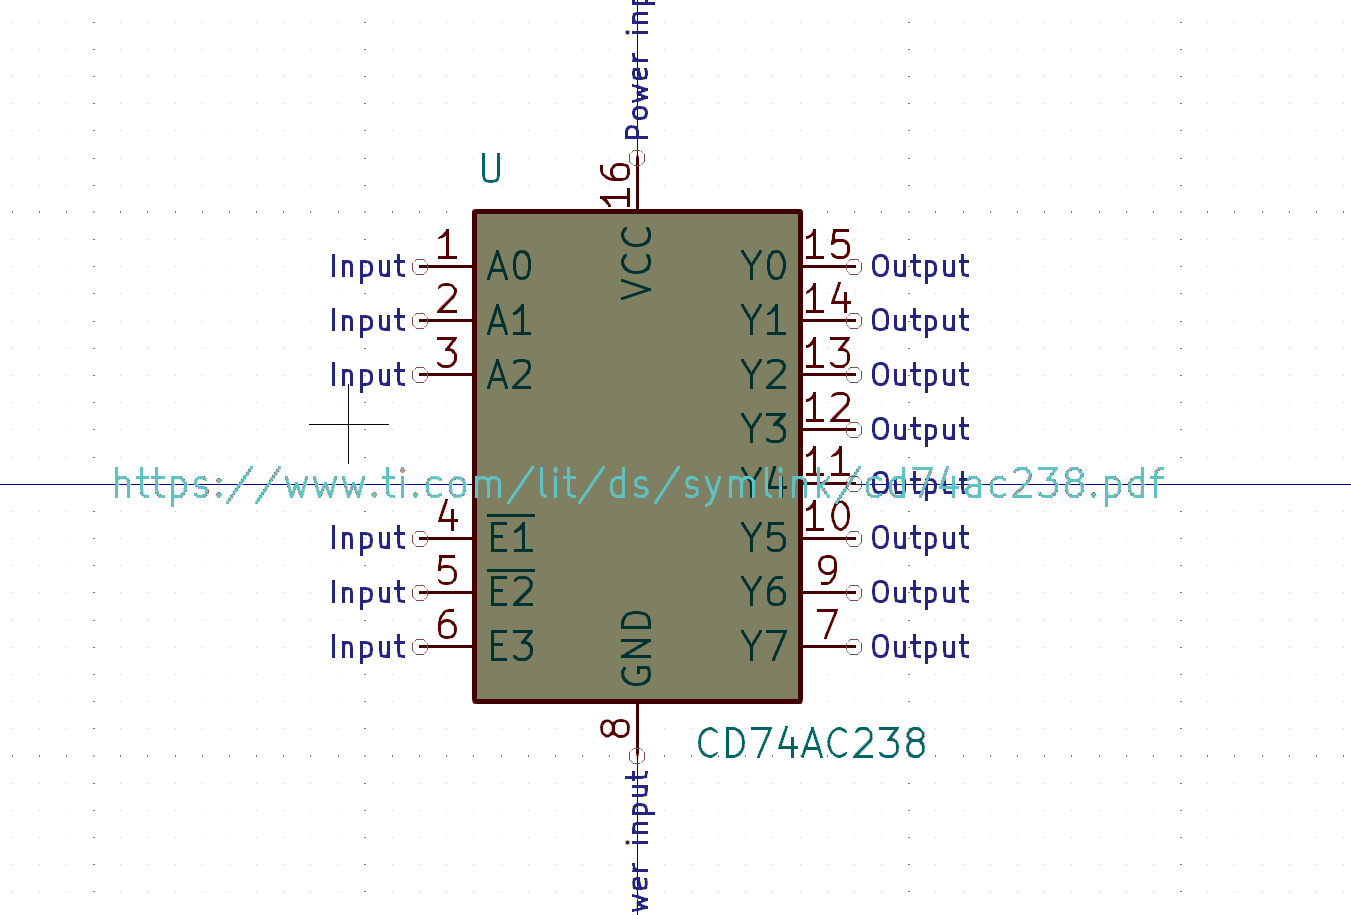 Power inp
16
U
VCC
Input 1 A0 Y0 15 Output
Input 2 A1 Y1 14 Output
Input 3 A2 Y2 13 Output
Y3 12 Output
Y4 11 Output
https://www.ti.com/lit/ds/symlink/cd74ac238.pdf
Input 4 E1 Y5 10 Output
Input 5 E2 Y6 9 Output
Input 6 E3 Y7 7 Output
GND
8
CD74AC238
wer input